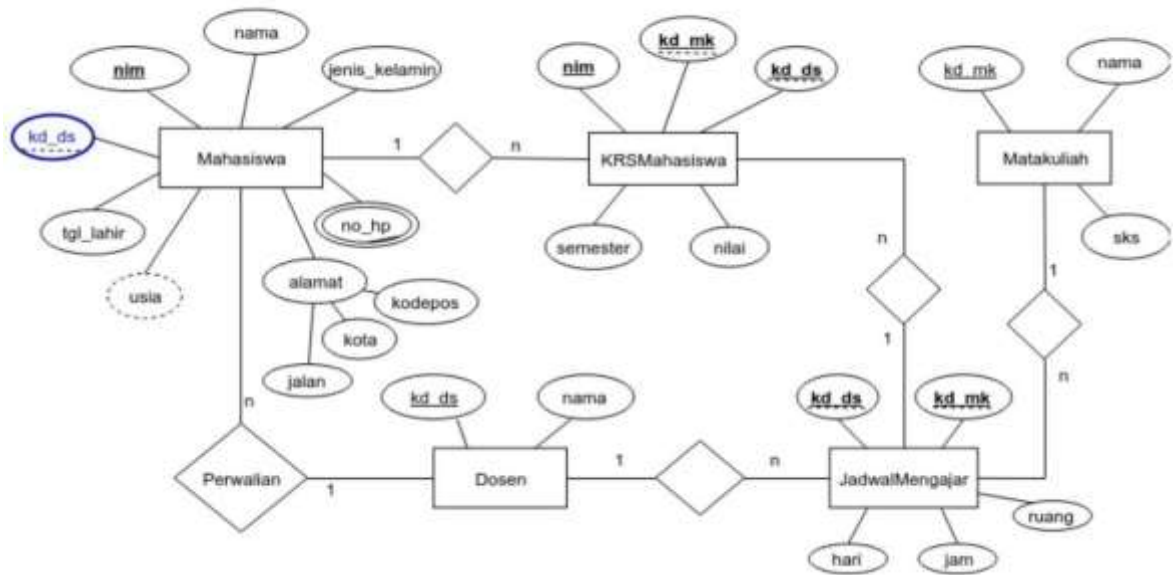 nama
nim
jenis_kelamin
kd_ds
Mahasiswa
tgl_lahir
usia
no_hp
alamat
kodepos
kota
jalan
1
n
nim
kd_mk
kd_ds
KRSMahasiswa
semester
nilai
kd_mk
nama
Matakuliah
sks
n
1
1
n
n
Perwalian
1
kd_ds
nama
Dosen
1
n
kd_ds
kd_mk
JadwalMengajar
ruang
hari
jam